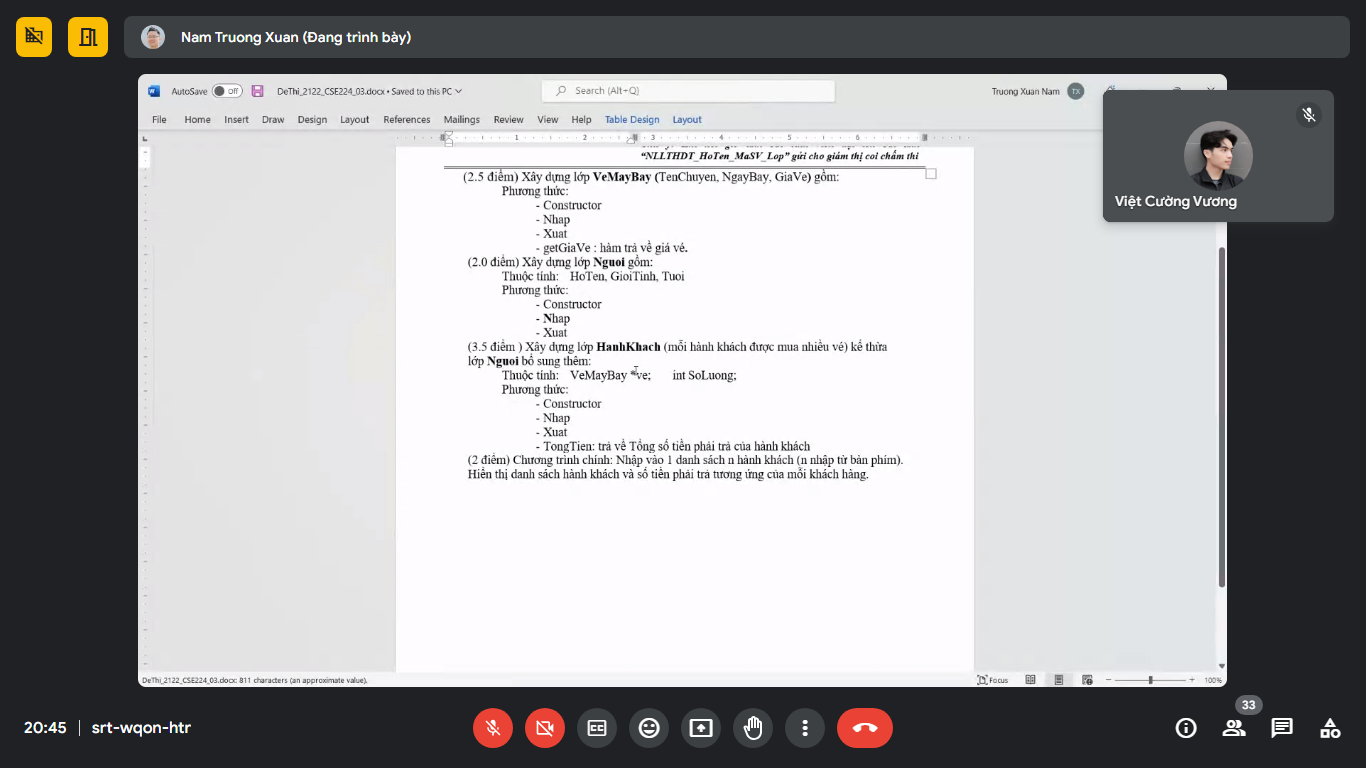 Nam Truong Xuan (Đang trình bày)
AutoSave Off DeThi_2122_CSE224_03.docx • Saved to this PC Search (Alt+Q) Truong Xuan Nam TX
File Home Insert Draw Design Layout References Mailings Review View Help Table Design Layout
1 2 3 4 5 6
“NLLTHDT_HoTen_MaSV_Lop” gửi cho giám thị coi chấm thi
(2.5 điểm) Xây dựng lớp VeMayBay (TenChuyen, NgayBay, GiaVe) gồm:
Phương thức:
- Constructor
- Nhap
- Xuat
- getGiaVe : hàm trả về giá vé.
(2.0 điểm) Xây dựng lớp Nguoi gồm:
Thuộc tính: HoTen, GioiTinh, Tuoi
Phương thức:
- Constructor
- Nhap
- Xuat
(3.5 điểm ) Xây dựng lớp HanhKhach (mỗi hành khách được mua nhiều vé) kế thừa
lớp Nguoi bổ sung thêm:
Thuộc tính: VeMayBay *ve; int SoLuong;
Phương thức:
- Constructor
- Nhap
- Xuat
- TongTien: trả về Tổng số tiền phải trả của hành khách
(2 điểm) Chương trình chính: Nhập vào 1 danh sách n hành khách (n nhập từ bàn phím).
Hiển thị danh sách hành khách và số tiền phải trả tương ứng của mỗi khách hàng.
DeThi_2122_CSE224_03.docx: 811 characters (an approximate value). Focus 100%
Việt Cường Vương
20:45 srt-wqon-htr 33